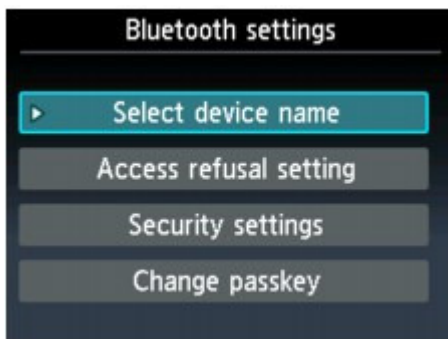 Bluetooth settings
Select device name
Access refusal setting
Security settings
Change passkey